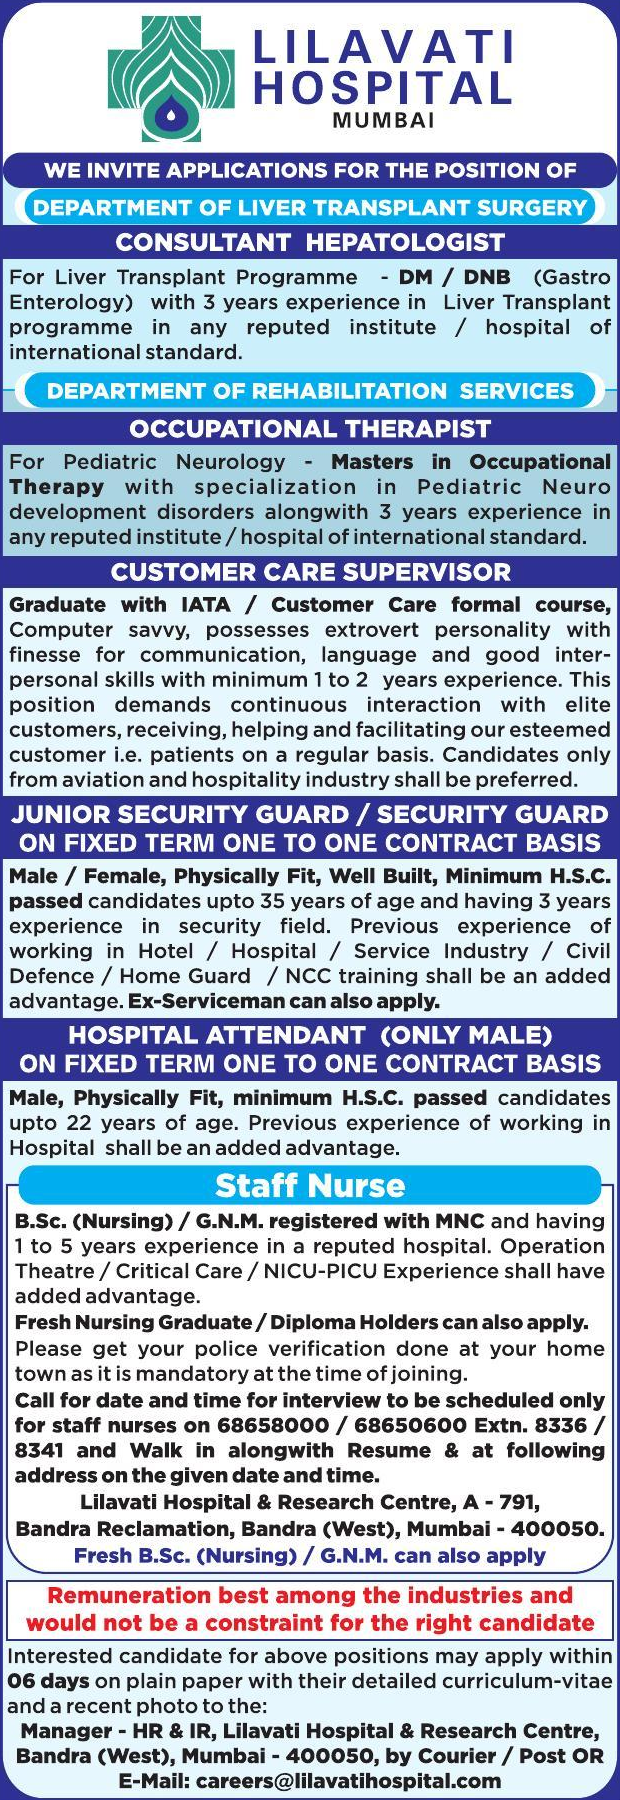 LILAVATI
HOSPITAL
MUMBAI
WE INVITE APPLICATIONS FOR THE POSITION OF
DEPARTMENT OF LIVER TRANSPLANT SURGERY
CONSULTANT HEPATOLOGIST
For Liver Transplant Programme - DM / DNB (Gastro
Enterology) with 3 years experience in Liver Transplant
programme in any reputed institute / hospital of
international standard.
DEPARTMENT OF REHABILITATION SERVICES
OCCUPATIONAL THERAPIST
For Pediatric Neurology - Masters in Occupational
Therapy with specialization in Pediatric Neuro
development disorders alongwith 3 years experience in
any reputed institute / hospital of international standard.
CUSTOMER CARE SUPERVISOR
Graduate with IATA / Customer Care formal course,
Computer savvy, possesses extrovert personality with
finesse for communication, language and good inter-
personal skills with minimum 1 to 2 years experience. This
position demands continuous interaction with elite
customers, receiving, helping and facilitating our esteemed
customer i.e. patients on a regular basis. Candidates only
from aviation and hospitality industry shall be preferred.
JUNIOR SECURITY GUARD / SECURITY GUARD
ON FIXED TERM ONE TO ONE CONTRACT BASIS
Male / Female, Physically Fit, Well Built, Minimum H.S.C.
passed candidates upto 35 years of age and having 3 years
experience in security field. Previous experience of
working in Hotel / Hospital / Service Industry / Civil
Defence / Home Guard / NCC training shall be an added
advantage. Ex-Serviceman can also apply.
HOSPITAL ATTENDANT (ONLY MALE)
ON FIXED TERM ONE TO ONE CONTRACT BASIS
Male, Physically Fit, minimum H.S.C. passed candidates
upto 22 years of age. Previous experience of working in
Hospital shall be an added advantage.
Staff Nurse
B.Sc. (Nursing) / G.N.M. registered with MNC and having
1 to 5 years experience in a reputed hospital. Operation
Theatre / Critical Care / NICU-PICU Experience shall have
added advantage.
Fresh Nursing Graduate / Diploma Holders can also apply.
Please get your police verification done at your home
town as it is mandatory at the time of joining.
Call for date and time for interview to be scheduled only
for staff nurses on 68658000 / 68650600 Extn. 8336 /
8341 and Walk in alongwith Resume & at following
address on the given date and time.
Lilavati Hospital & Research Centre, A - 791,
Bandra Reclamation, Bandra (West), Mumbai - 400050.
Fresh B.Sc. (Nursing) / G.N.M. can also apply
Remuneration best among the industries and
would not be a constraint for the right candidate
Interested candidate for above positions may apply within
06 days on plain paper with their detailed curriculum-vitae
and a recent photo to the:
Manager - HR & IR, Lilavati Hospital & Research Centre,
Bandra (West), Mumbai - 400050, by Courier / Post OR
E-Mail: careers@lilavatihospital.com